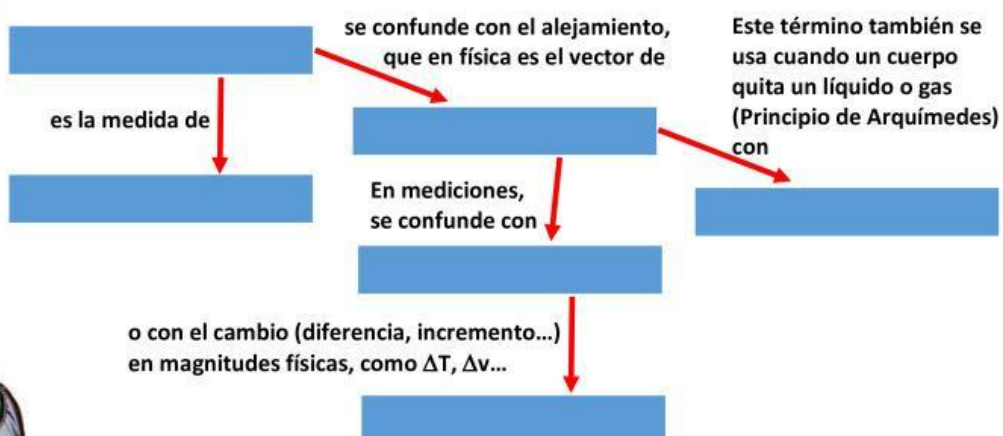 se confunde con el alejamiento,
que en física es el vector de
Este término también se
usa cuando un cuerpo
quita un líquido o gas
(Principio de Arquímedes)
con
es la medida de
En mediciones,
se confunde con
o con el cambio (diferencia, incremento...)
en magnitudes físicas, como ΔT, Δv...